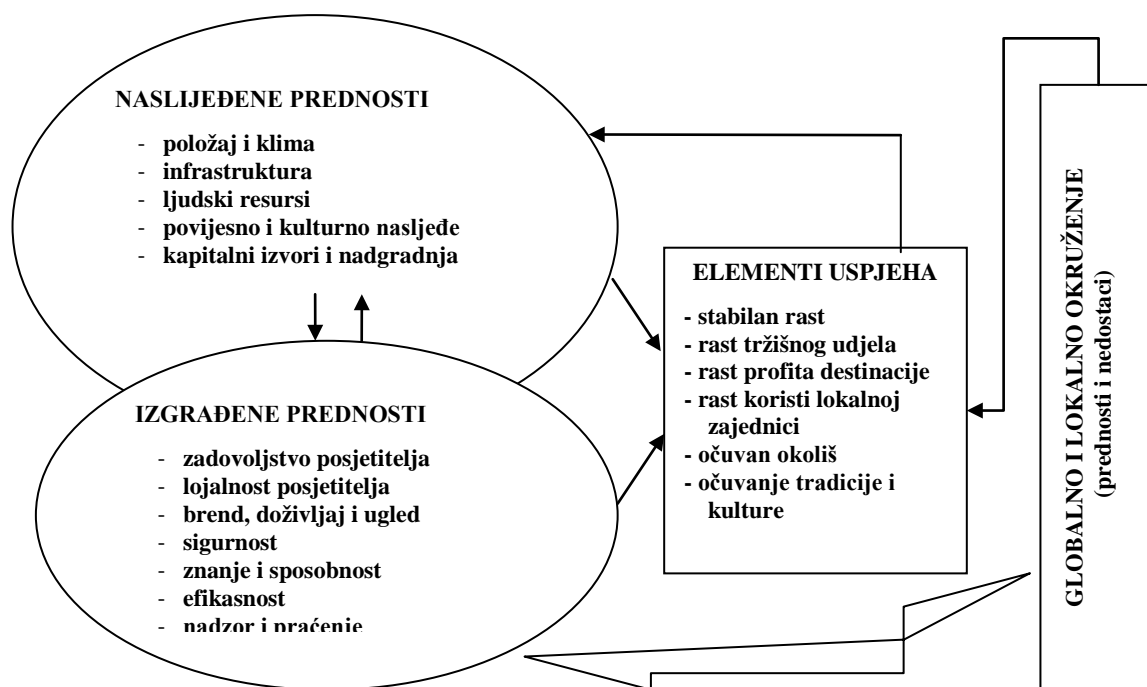 NASLIJEĐENE PREDNOSTI
- položaj i klima
- infrastruktura
- ljudski resursi
- povijesno i kulturno nasljeđe
- kapitalni izvori i nadgradnja
IZGRAĐENE PREDNOSTI
- zadovoljstvo posjetitelja
- lojalnost posjetitelja
- brend, doživljaj i ugled
- sigurnost
- znanje i sposobnost
- efikasnost
- nadzor i praćenje
ELEMENTI USPJEHA
- stabilan rast
- rast tržišnog udjela
- rast profita destinacije
- rast koristi lokalnoj
zajednici
- očuvan okoliš
- očuvanje tradicije i
kulture
GLOBALNO I LOKALNO OKRUŽENJE
(prednosti i nedostaci)